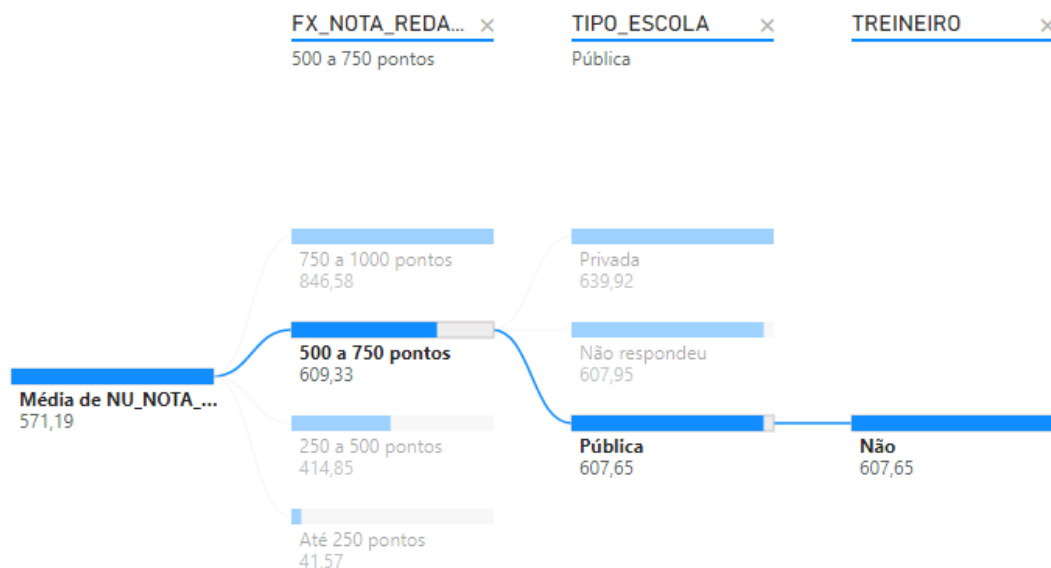 FX_NOTA_REDA... ×
TIPO_ESCOLA ×
TREINEIRO ×
500 a 750 pontos
Pública
750 a 1000 pontos
846,58
Privada
639,92
500 a 750 pontos
609,33
Não respondeu
607,95
Média de NU_NOTA_...
571,19
250 a 500 pontos
414,85
Pública
607,65
Não
607,65
Até 250 pontos
41,57